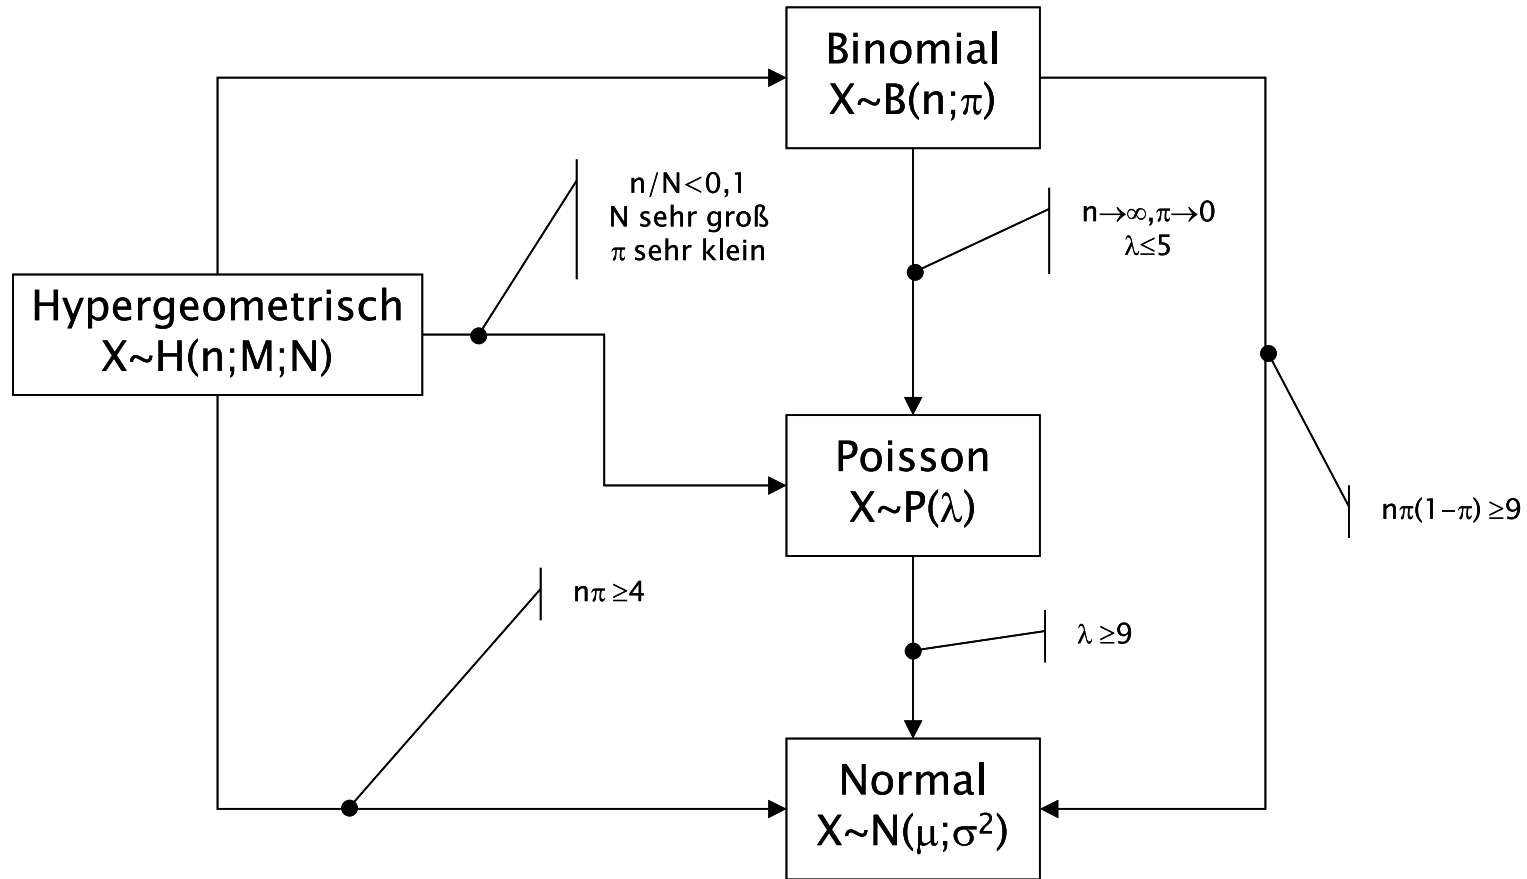 Binomial
X~B(n;π)
n/N<0,1
N sehr groß
π sehr klein
n→∞,π→0
λ≤5
Hypergeometrisch
X~H(n;M;N)
Poisson
X~P(λ)
nπ(1-π) ≥9
nπ ≥4
λ ≥9
Normal
X~N(μ;σ²)